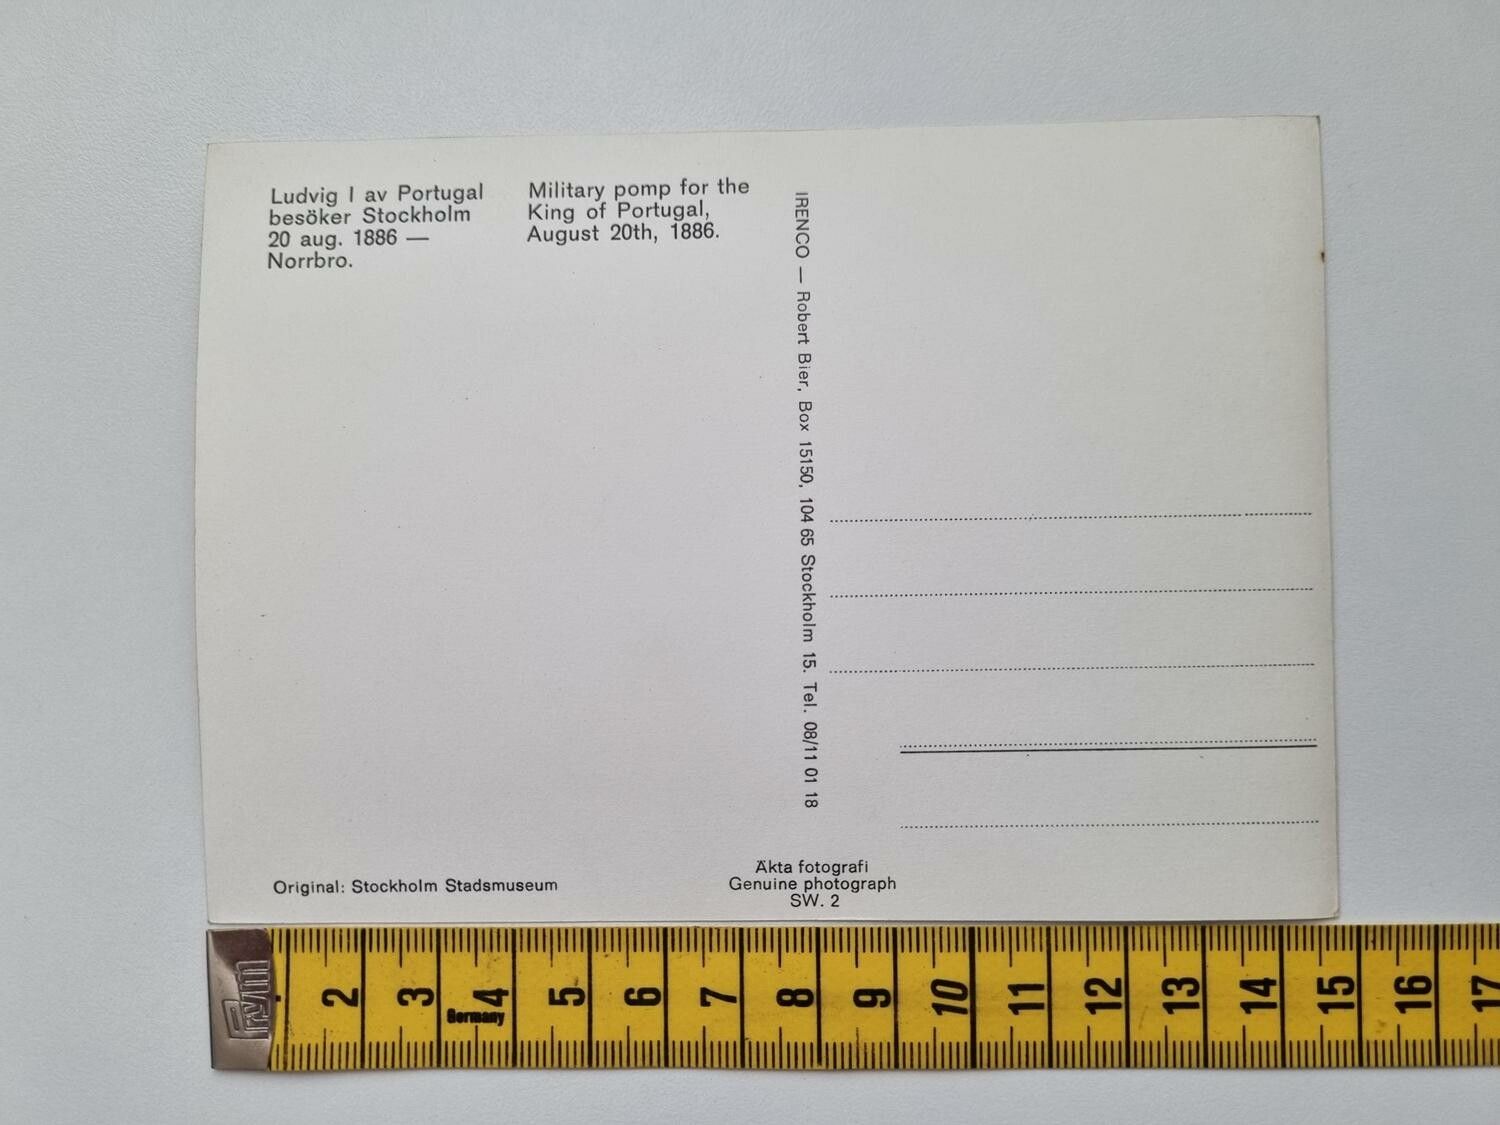 Ludvig I av Portugal
besöker Stockholm
20 aug. 1886 —
Norrbro.
Military pomp for the
King of Portugal,
August 20th, 1886.
IRENCO — Robert Bier, Box 15150, 104 65 Stockholm 15. Tel. 08/11 01 18
Original: Stockholm Stadsmuseum
Äkta fotografi
Genuine photograph
SW. 2
Prym
2 3 4 5 6 7 8 9 10 11 12 13 14 15 16 17
Germany